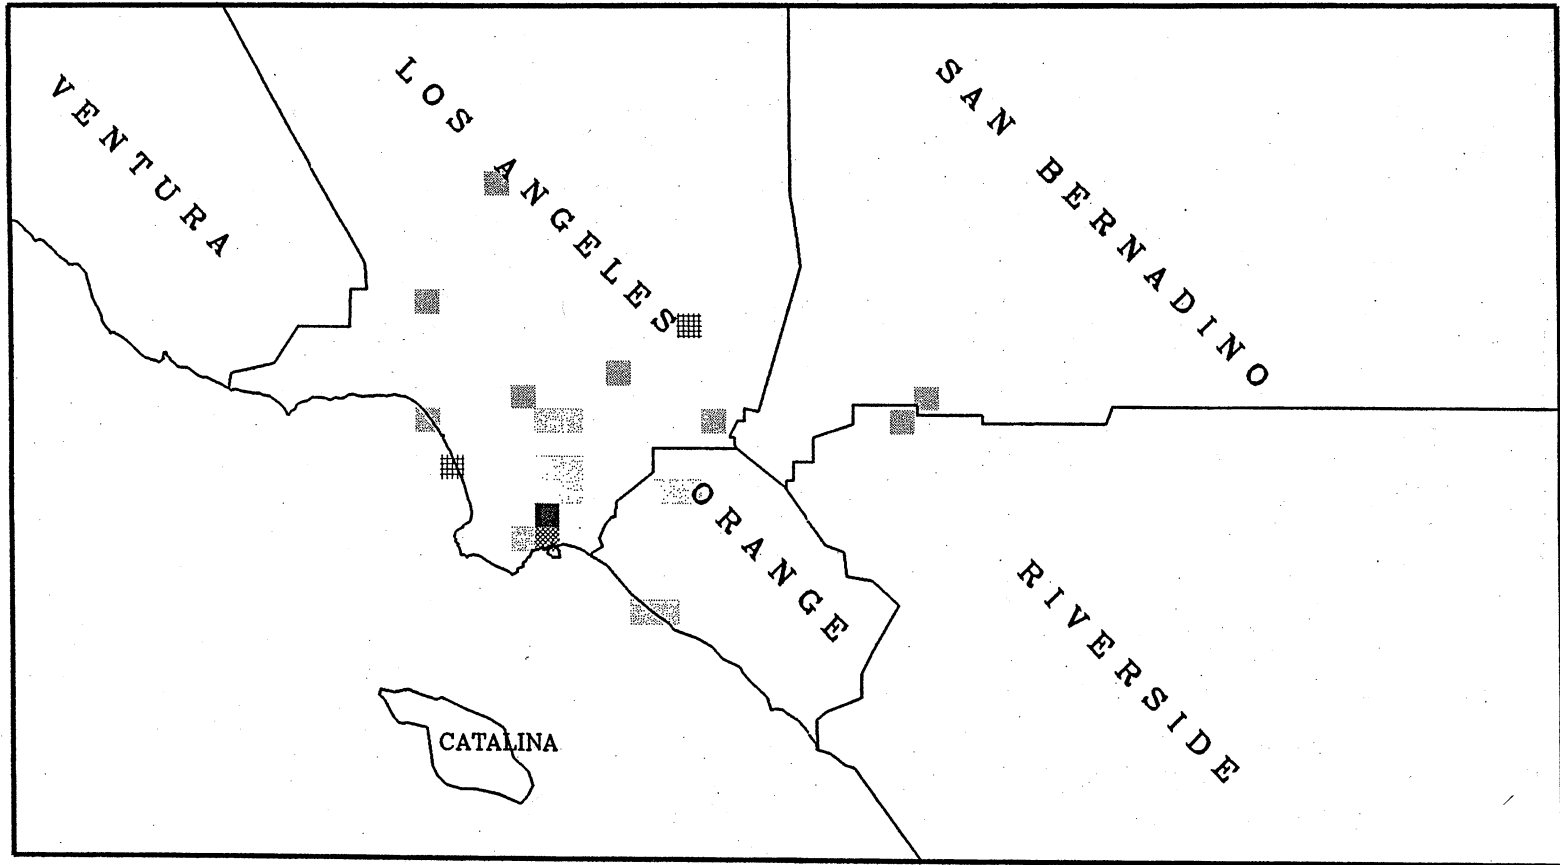 VENTURA
LOS ANGELES
SAN BERNADINO
ORANGE
RIVERSIDE
CATALINA